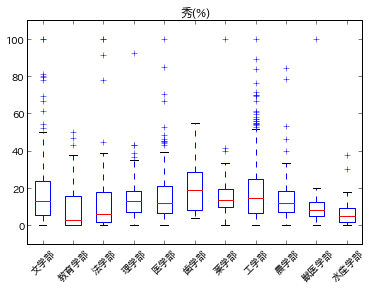 秀(%)
100
80
60
40
20
0
文学部
教育学部
法学部
理学部
医学部
歯学部
薬学部
工学部
農学部
獣医学部
水産学部